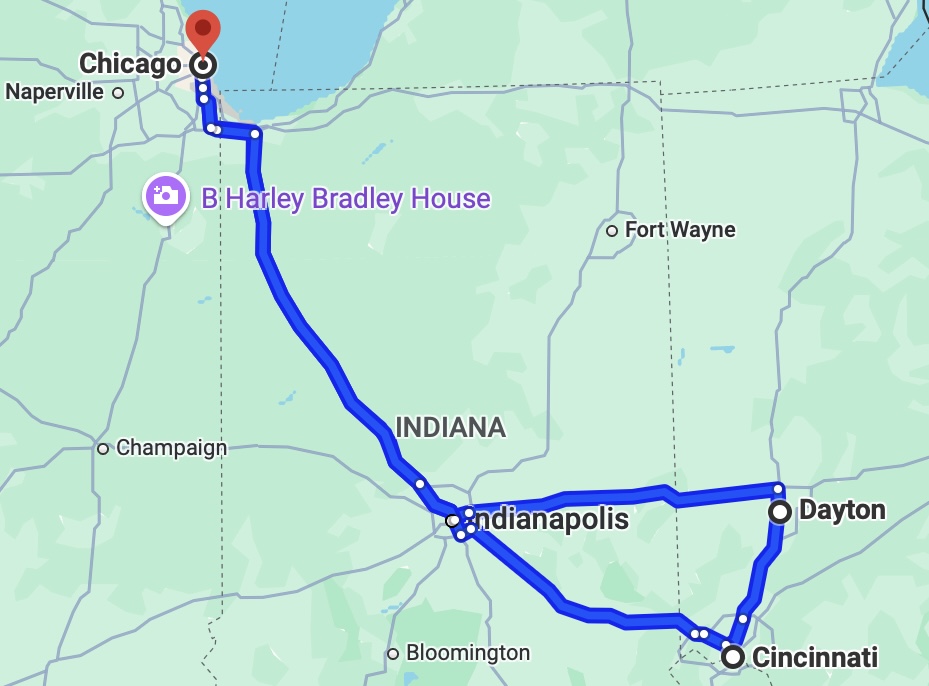 Chicago
Naperville
B Harley Bradley House
Fort Wayne
INDIANA
Champaign
Indianapolis
Dayton
Bloomington
Cincinnati